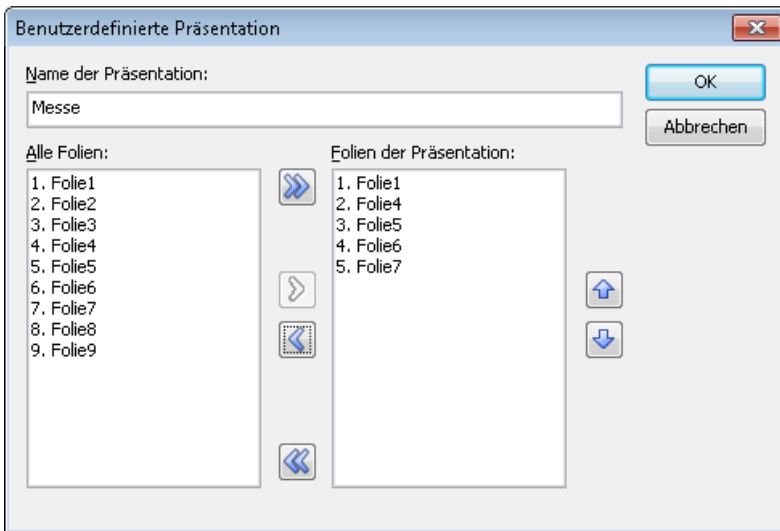 Benutzerdefinierte Präsentation
Name der Präsentation:
Messe
OK
Abbrechen
Alle Folien:
1. Folie1
2. Folie2
3. Folie3
4. Folie4
5. Folie5
6. Folie6
7. Folie7
8. Folie8
9. Folie9
Folien der Präsentation:
1. Folie1
2. Folie4
3. Folie5
4. Folie6
5. Folie7